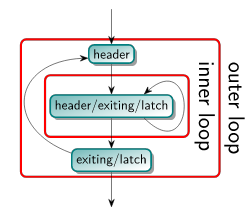 header
header/exiting/latch
exiting/latch
inner loop
outer loop